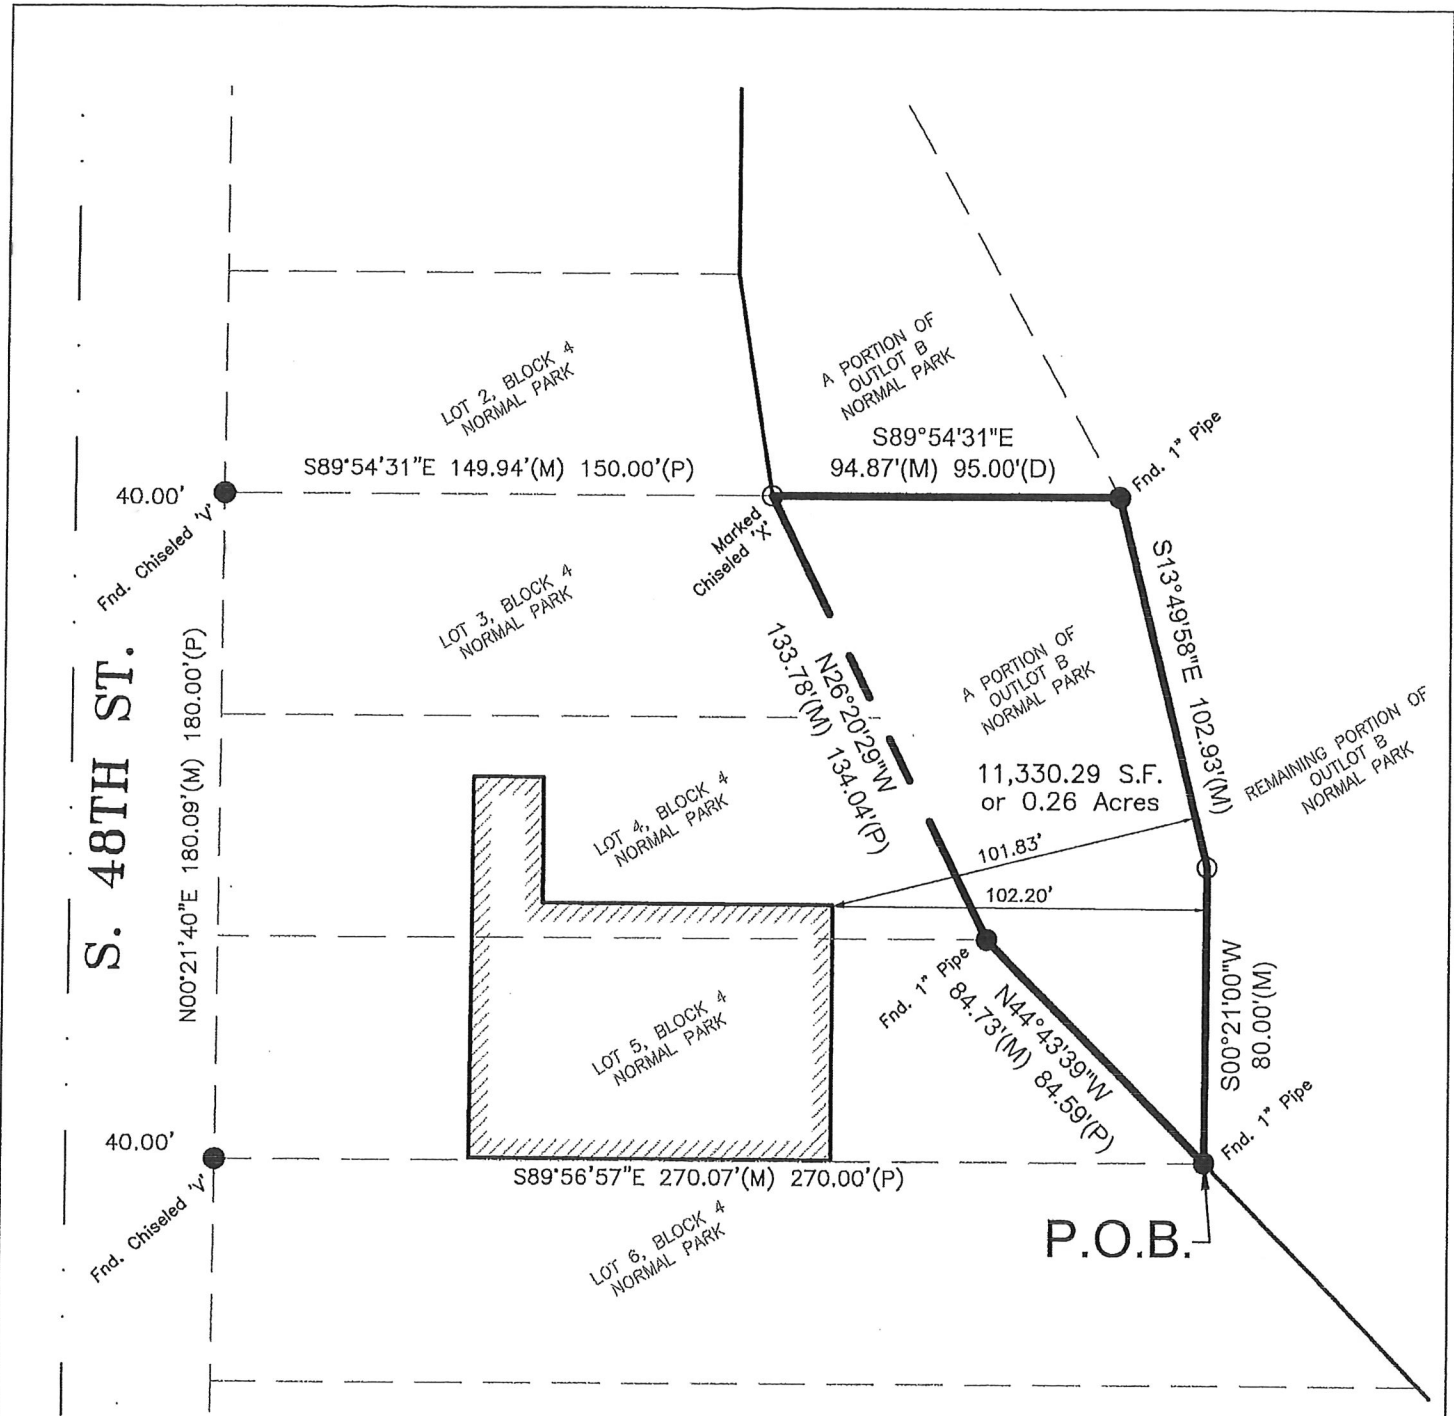 LOT 2, BLOCK 4
NORMAL PARK
A PORTION OF
OUTLOT B
NORMAL PARK
S89°54'31"E 149.94'(M) 150.00'(P)
S89°54'31"E
94.87'(M) 95.00'(D)
Fnd. 1" Pipe
40.00'
Fnd. Chiseled 'V'
Marked
Chiseled 'X'
LOT 3, BLOCK 4
NORMAL PARK
S13°49'58"E 102.93'(M)
N26°20'29"W
133.78'(M) 134.04'(P)
A PORTION OF
OUTLOT B
NORMAL PARK
S. 48TH ST.
N00°21'40"E 180.09'(M) 180.00'(P)
REMAINING PORTION OF
OUTLOT B
NORMAL PARK
11,330.29 S.F.
or 0.26 Acres
LOT 4, BLOCK 4
NORMAL PARK
101.83'
102.20'
Fnd. 1" Pipe
N44°43'39"W
84.73'(M) 84.59'(P)
S00°21'00"W
80.00'(M)
LOT 5, BLOCK 4
NORMAL PARK
40.00'
Fnd. Chiseled 'V'
Fnd. 1" Pipe
S89°56'57"E 270.07'(M) 270.00'(P)
LOT 6, BLOCK 4
NORMAL PARK
P.O.B.